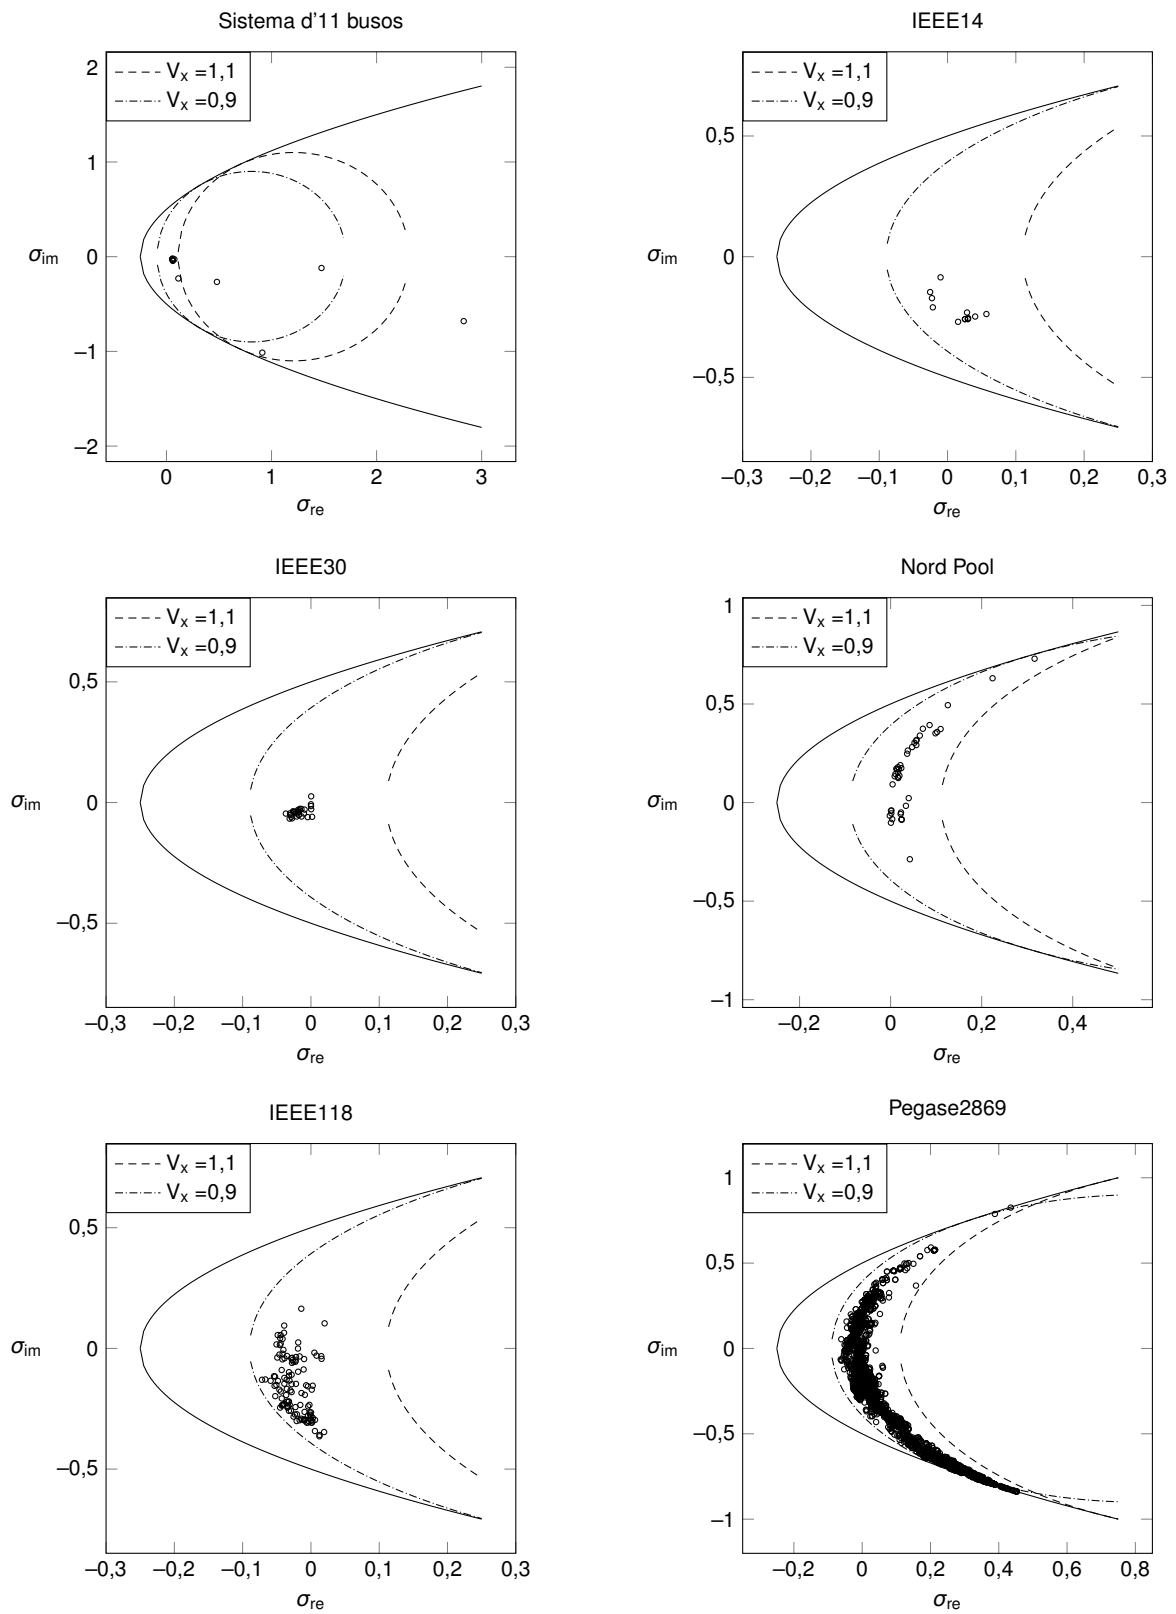 Sistema d'11 busos
V_x =1,1
V_x =0,9
2
1
0
−1
−2
σ_im
0
1
2
3
σ_re
IEEE14
V_x =1,1
V_x =0,9
0,5
0
−0,5
σ_im
−0,3
−0,2
−0,1
0
0,1
0,2
0,3
σ_re
IEEE30
V_x =1,1
V_x =0,9
0,5
0
−0,5
σ_im
−0,3
−0,2
−0,1
0
0,1
0,2
0,3
σ_re
Nord Pool
V_x =1,1
V_x =0,9
1
0,5
0
−0,5
−1
σ_im
−0,2
0
0,2
0,4
σ_re
IEEE118
V_x =1,1
V_x =0,9
0,5
0
−0,5
σ_im
−0,3
−0,2
−0,1
0
0,1
0,2
0,3
σ_re
Pegase2869
V_x =1,1
V_x =0,9
1
0,5
0
−0,5
−1
σ_im
−0,2
0
0,2
0,4
0,6
0,8
σ_re